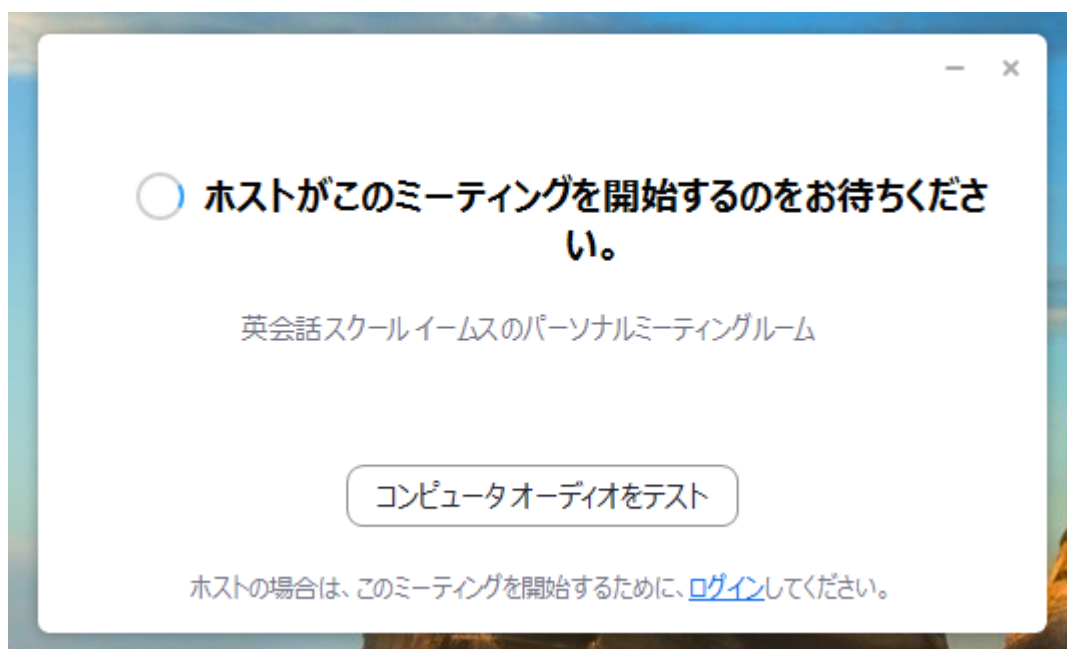 ホストがこのミーティングを開始するのをお待ちくださ
い。
英会話スクール イームスのパーソナルミーティングルーム
コンピュータ オーディオをテスト
ホストの場合は、このミーティングを開始するために、ログインしてください。